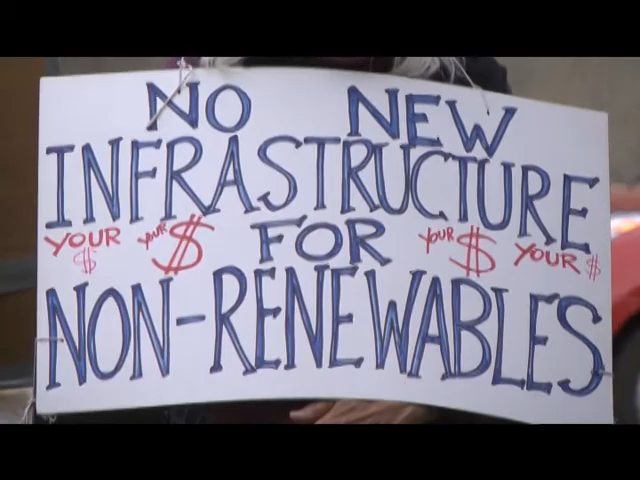 NO NEW
INFRASTRUCTURE
YOUR $ YOUR $ FOR YOUR $ YOUR $
NON-RENEWABLES